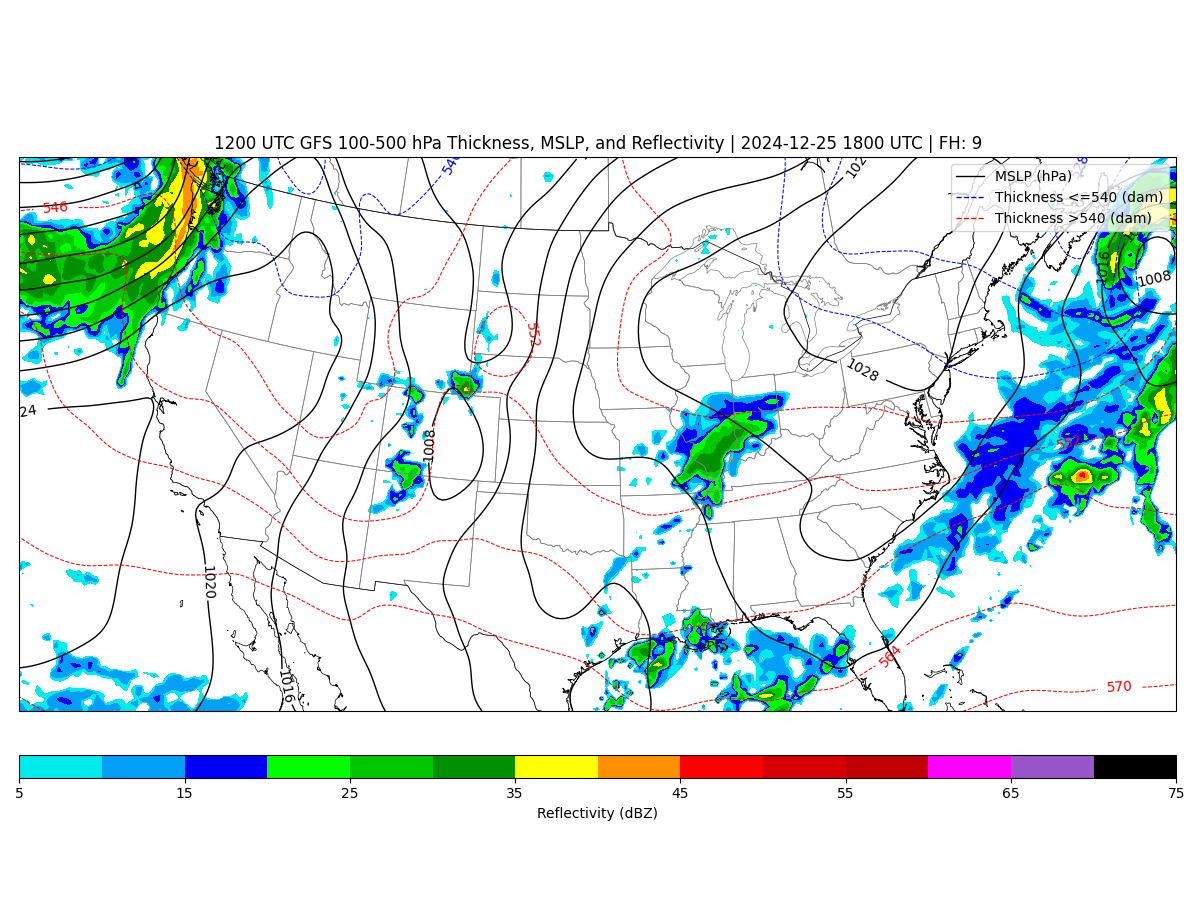 1200 UTC GFS 100-500 hPa Thickness, MSLP, and Reflectivity | 2024-12-25 1800 UTC | FH: 9
MSLP (hPa)
Thickness <=540 (dam)
Thickness >540 (dam)
546
1016
1008
552
1028
24
1008
552
1020
564
1016
570
5 15 25 35 45 55 65 75
Reflectivity (dBZ)